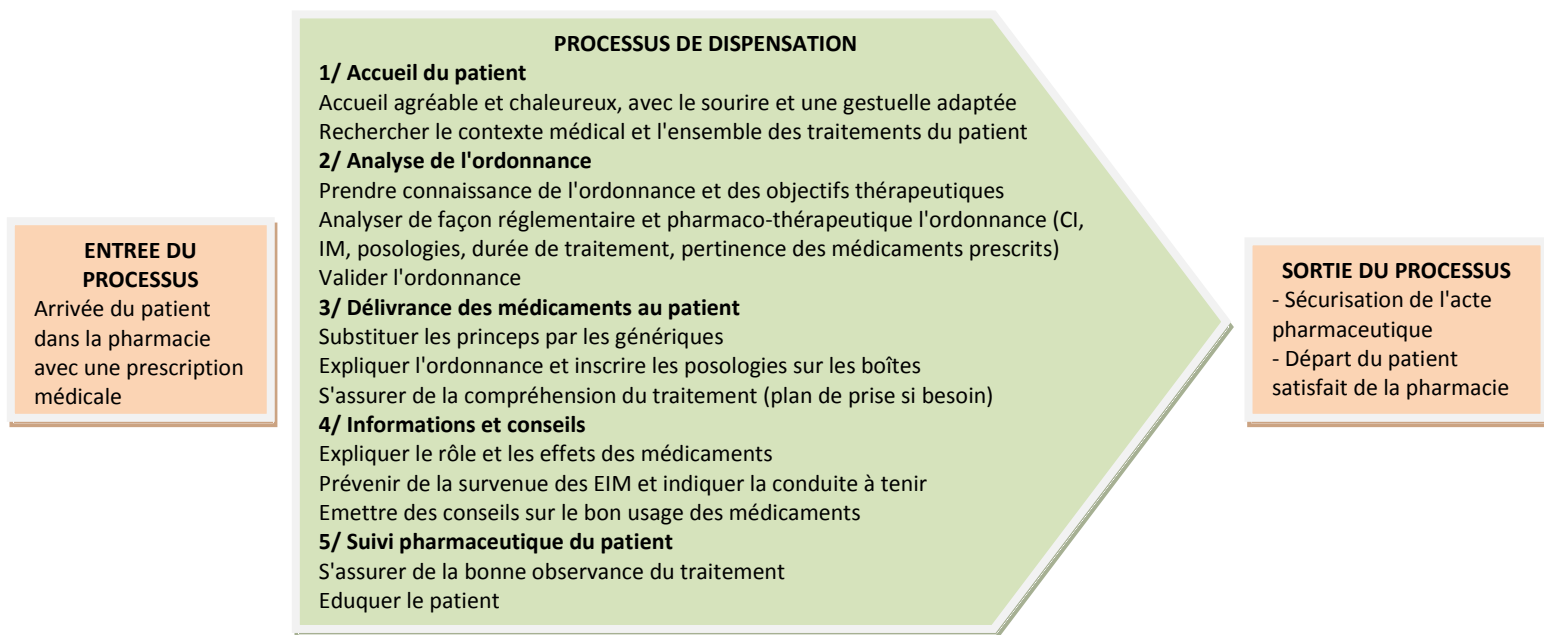 ENTREE DU
PROCESSUS
Arrivée du patient
dans la pharmacie
avec une prescription
médicale
PROCESSUS DE DISPENSATION
1/ Accueil du patient
Accueil agréable et chaleureux, avec le sourire et une gestuelle adaptée
Rechercher le contexte médical et l'ensemble des traitements du patient
2/ Analyse de l'ordonnance
Prendre connaissance de l'ordonnance et des objectifs thérapeutiques
Analyser de façon réglementaire et pharmaco-thérapeutique l'ordonnance (CI,
IM, posologies, durée de traitement, pertinence des médicaments prescrits)
Valider l'ordonnance
3/ Délivrance des médicaments au patient
Substituer les princeps par les génériques
Expliquer l'ordonnance et inscrire les posologies sur les boîtes
S'assurer de la compréhension du traitement (plan de prise si besoin)
4/ Informations et conseils
Expliquer le rôle et les effets des médicaments
Prévenir de la survenue des EIM et indiquer la conduite à tenir
Emettre des conseils sur le bon usage des médicaments
5/ Suivi pharmaceutique du patient
S'assurer de la bonne observance du traitement
Eduquer le patient
SORTIE DU PROCESSUS
- Sécurisation de l'acte
pharmaceutique
- Départ du patient
satisfait de la pharmacie